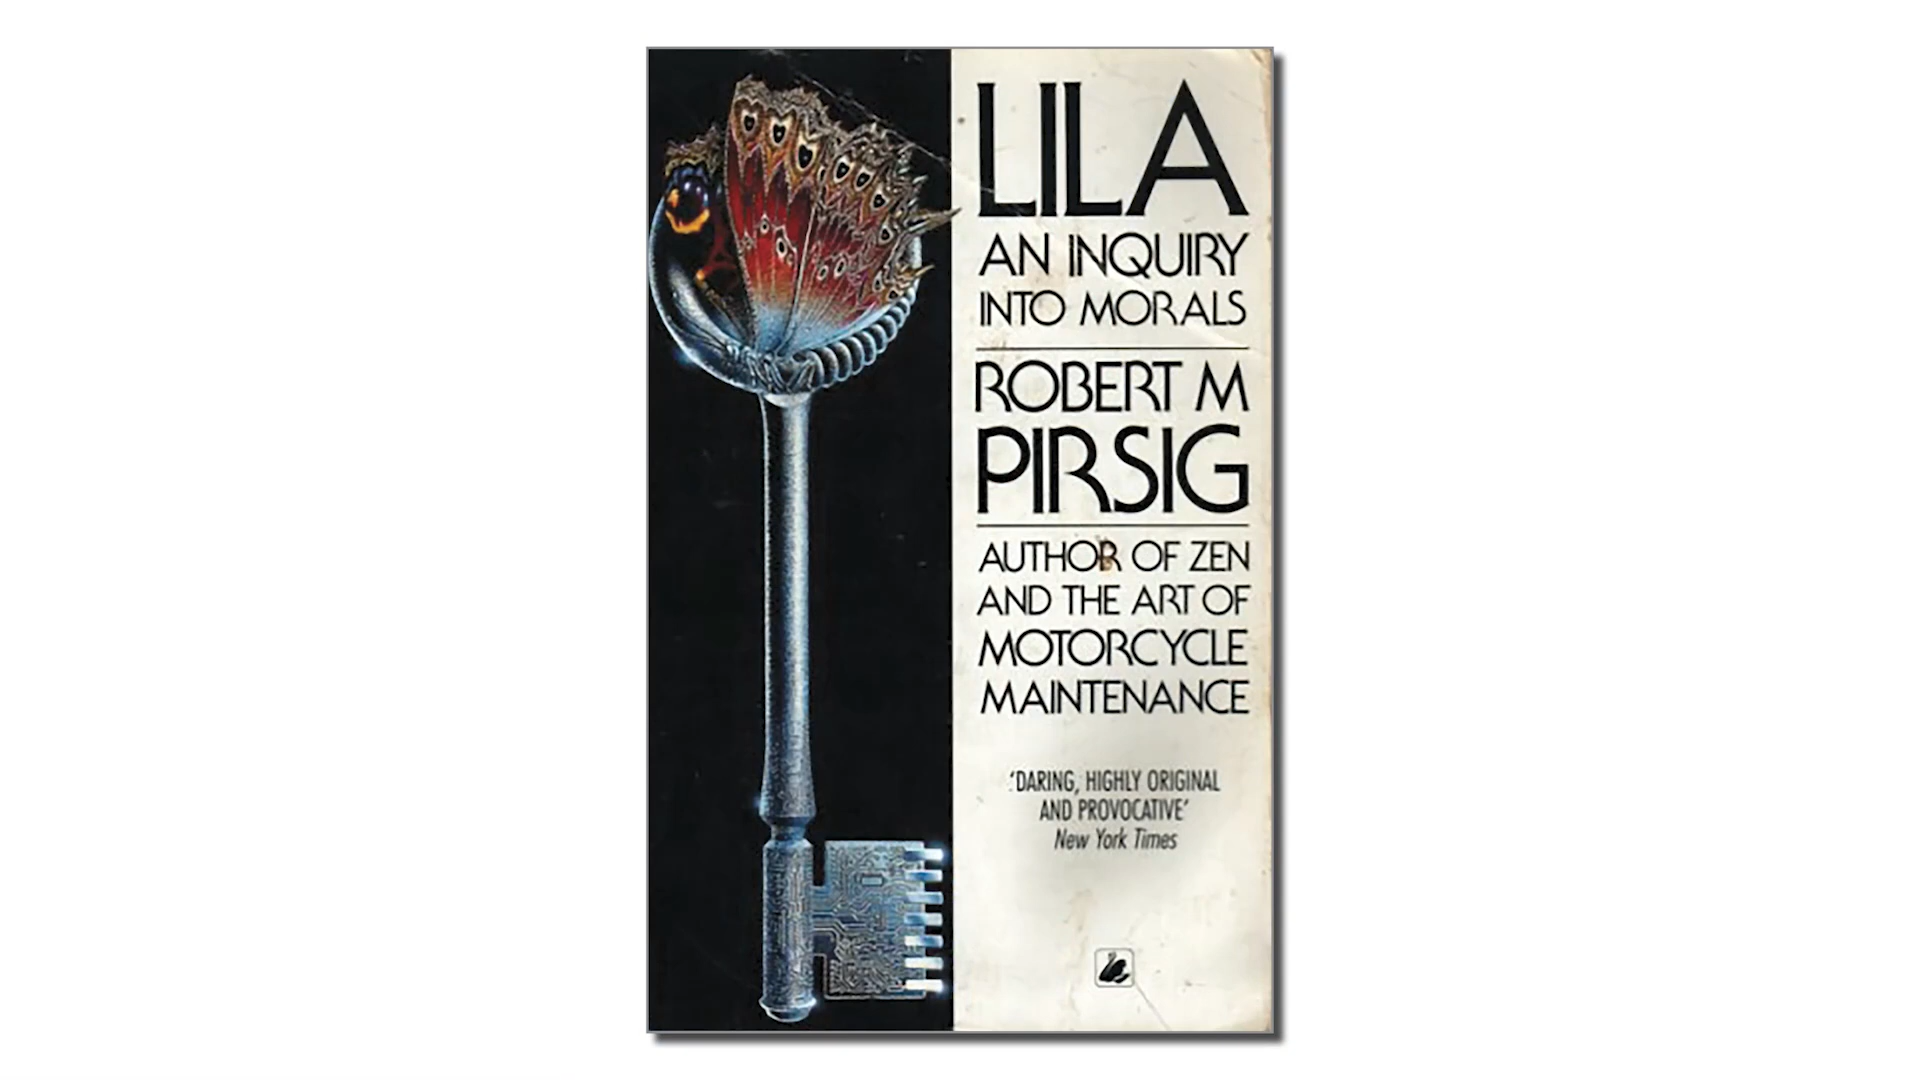 LILA
AN INQUIRY
INTO MORALS
ROBERT M
PIRSIG
AUTHOR OF ZEN
AND THE ART OF
MOTORCYCLE
MAINTENANCE
'DARING, HIGHLY ORIGINAL
AND PROVOCATIVE'
New York Times